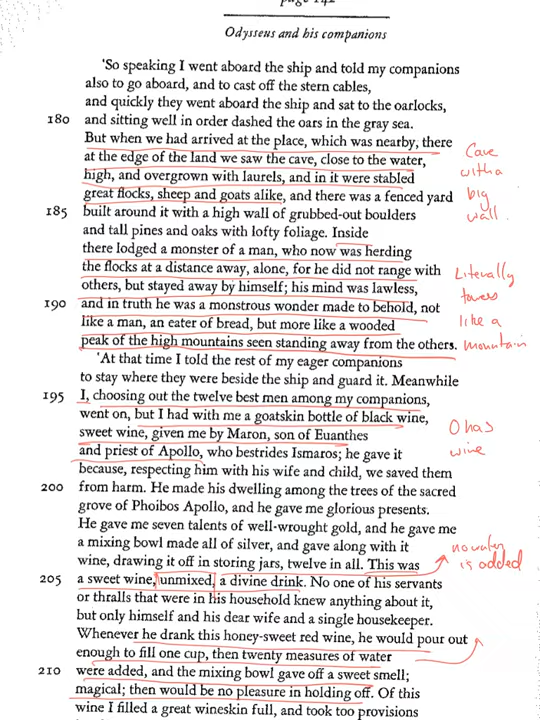 page 142
Odysseus and his companions
'So speaking I went aboard the ship and told my companions
also to go aboard, and to cast off the stern cables,
and quickly they went aboard the ship and sat to the oarlocks,
180 and sitting well in order dashed the oars in the gray sea.
But when we had arrived at the place, which was nearby, there
at the edge of the land we saw the cave, close to the water,
high, and overgrown with laurels, and in it were stabled
great flocks, sheep and goats alike, and there was a fenced yard
185 built around it with a high wall of grubbed-out boulders
and tall pines and oaks with lofty foliage. Inside
there lodged a monster of a man, who now was herding
the flocks at a distance away, alone, for he did not range with
others, but stayed away by himself; his mind was lawless,
190 and in truth he was a monstrous wonder made to behold, not
like a man, an eater of bread, but more like a wooded
peak of the high mountains seen standing away from the others.
'At that time I told the rest of my eager companions
to stay where they were beside the ship and guard it. Meanwhile
195 I, choosing out the twelve best men among my companions,
went on, but I had with me a goatskin bottle of black wine,
sweet wine, given me by Maron, son of Euanthes
and priest of Apollo, who bestrides Ismaros; he gave it
because, respecting him with his wife and child, we saved them
200 from harm. He made his dwelling among the trees of the sacred
grove of Phoibos Apollo, and he gave me glorious presents.
He gave me seven talents of well-wrought gold, and he gave me
a mixing bowl made all of silver, and gave along with it
wine, drawing it off in storing jars, twelve in all. This was
205 a sweet wine, unmixed, a divine drink. No one of his servants
or thralls that were in his household knew anything about it,
but only himself and his dear wife and a single housekeeper.
Whenever he drank this honey-sweet red wine, he would pour out
enough to fill one cup, then twenty measures of water
210 were added, and the mixing bowl gave off a sweet smell;
magical; then would be no pleasure in holding off. Of this
wine I filled a great wineskin full, and took too provisions
Cave
with a
big
wall.
Literally
towers
like a
mountain
O has
wine
no water
is added